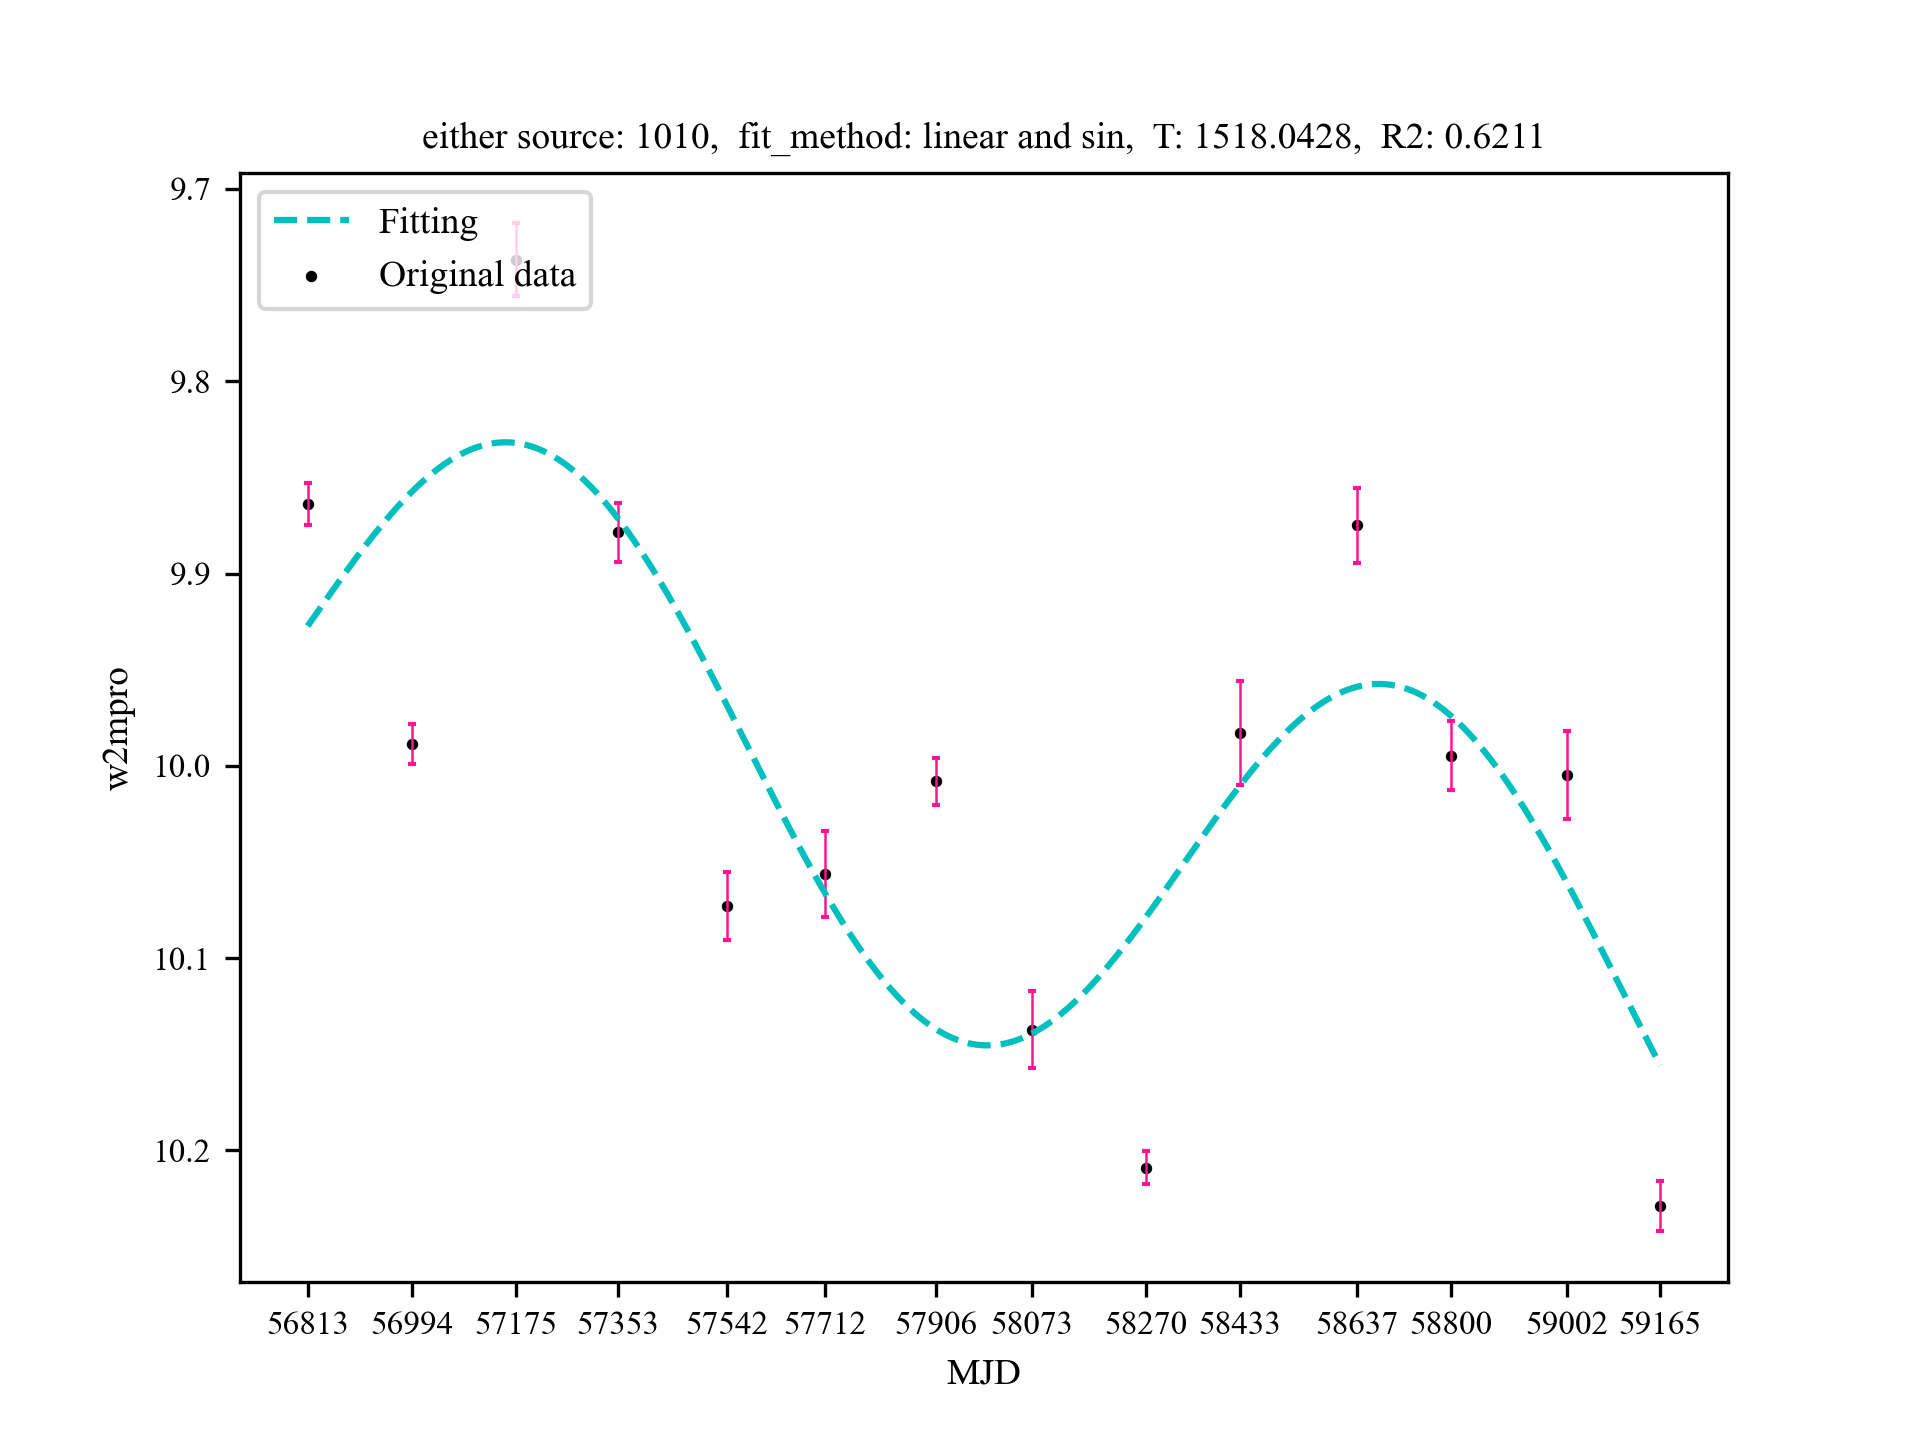 either source: 1010,  fit_method: linear and sin,  T: 1518.0428,  R2: 0.6211
Fitting
Original data
9.7
9.8
9.9
10.0
10.1
10.2
w2mpro
56813 56994 57175 57353 57542 57712 57906 58073 58270 58433 58637 58800 59002 59165
MJD